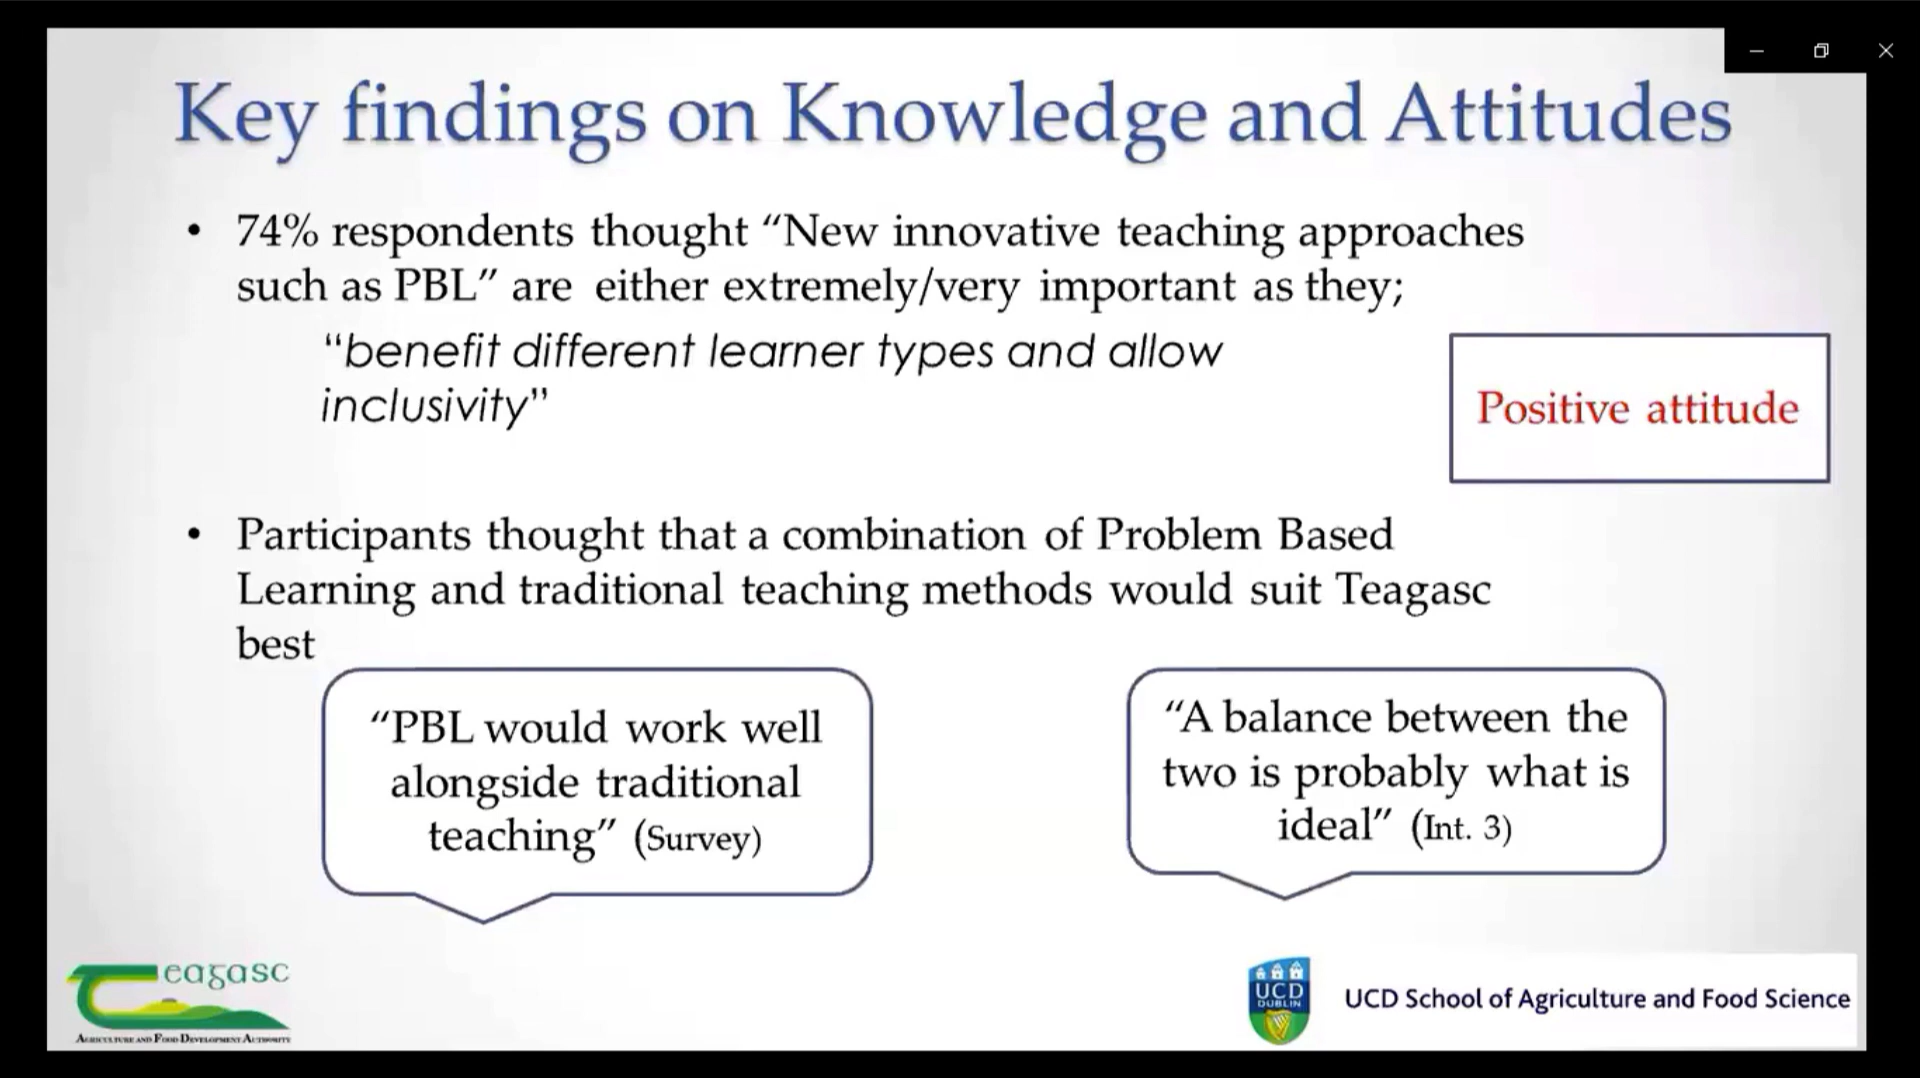 Key findings on Knowledge and Attitudes
• 74% respondents thought “New innovative teaching approaches
such as PBL” are either extremely/very important as they;
“benefit different learner types and allow
inclusivity”
Positive attitude
• Participants thought that a combination of Problem Based
Learning and traditional teaching methods would suit Teagasc
best
“PBL would work well
alongside traditional
teaching” (Survey)
“A balance between the
two is probably what is
ideal” (Int. 3)
Teagasc
AGRICULTURE AND FOOD DEVELOPMENT AUTHORITY
UCD
DUBLIN
UCD School of Agriculture and Food Science